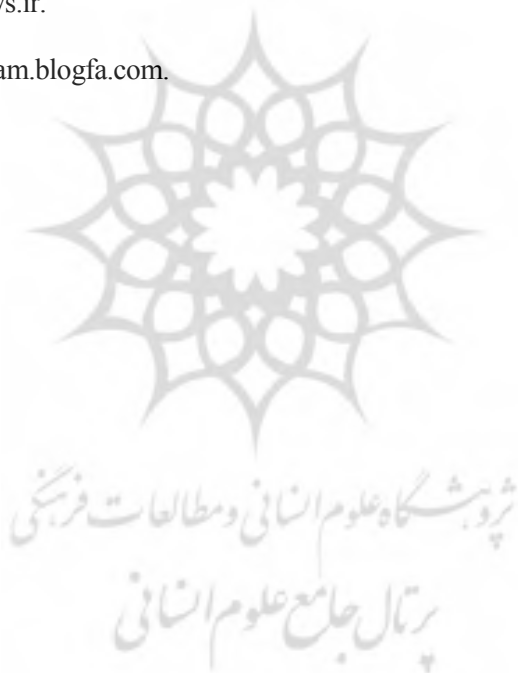 s.ir.
am.blogfa.com.
پژوهشگاه علوم انسانی و مطالعات فرهنگی
پرتال جامع علوم انسانی